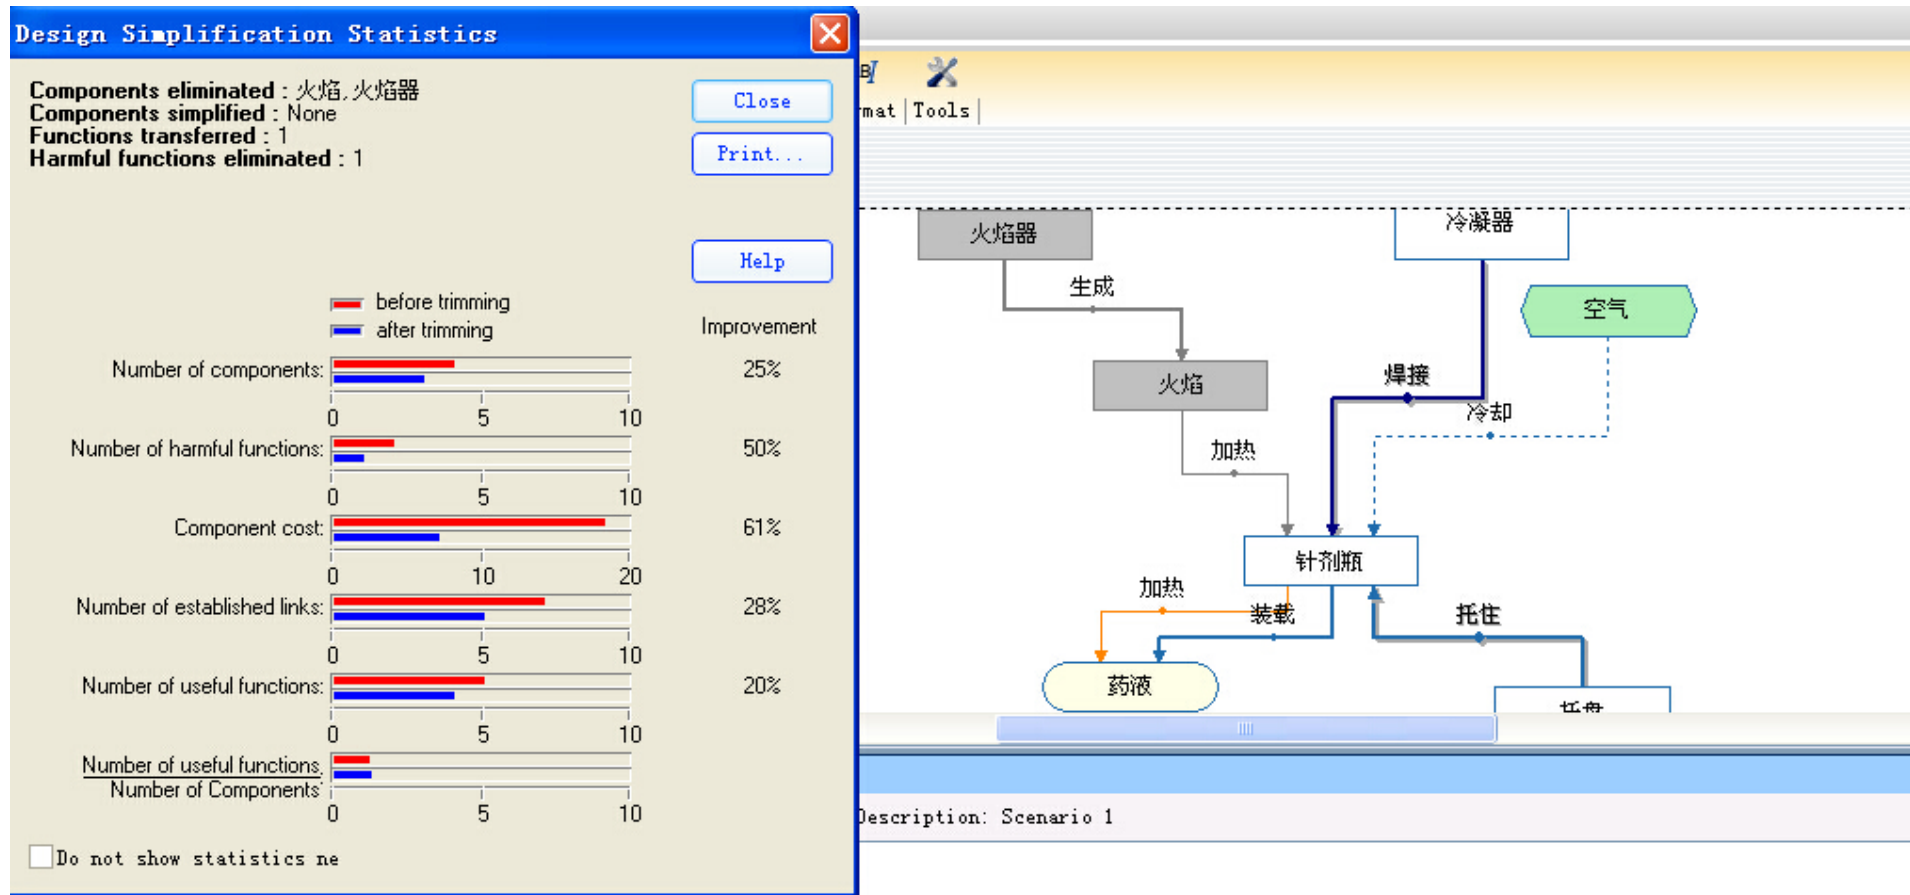 Design Simplification Statistics
Components eliminated : 火焰,火焰器
Components simplified : None
Functions transferred : 1
Harmful functions eliminated : 1
Close
Print...
Help
before trimming
after trimming
Improvement
Number of components:
25%
0 5 10
Number of harmful functions:
50%
0 5 10
Component cost:
61%
0 10 20
Number of established links:
28%
0 5 10
Number of useful functions:
20%
0 5 10
Number of useful functions
Number of Components
0 5 10
Do not show statistics ne
mat
Tools
火焰器
冷凝器
生成
空气
火焰
焊接
冷却
加热
针剂瓶
加热
装载
托住
药液
托盘
Description: Scenario 1